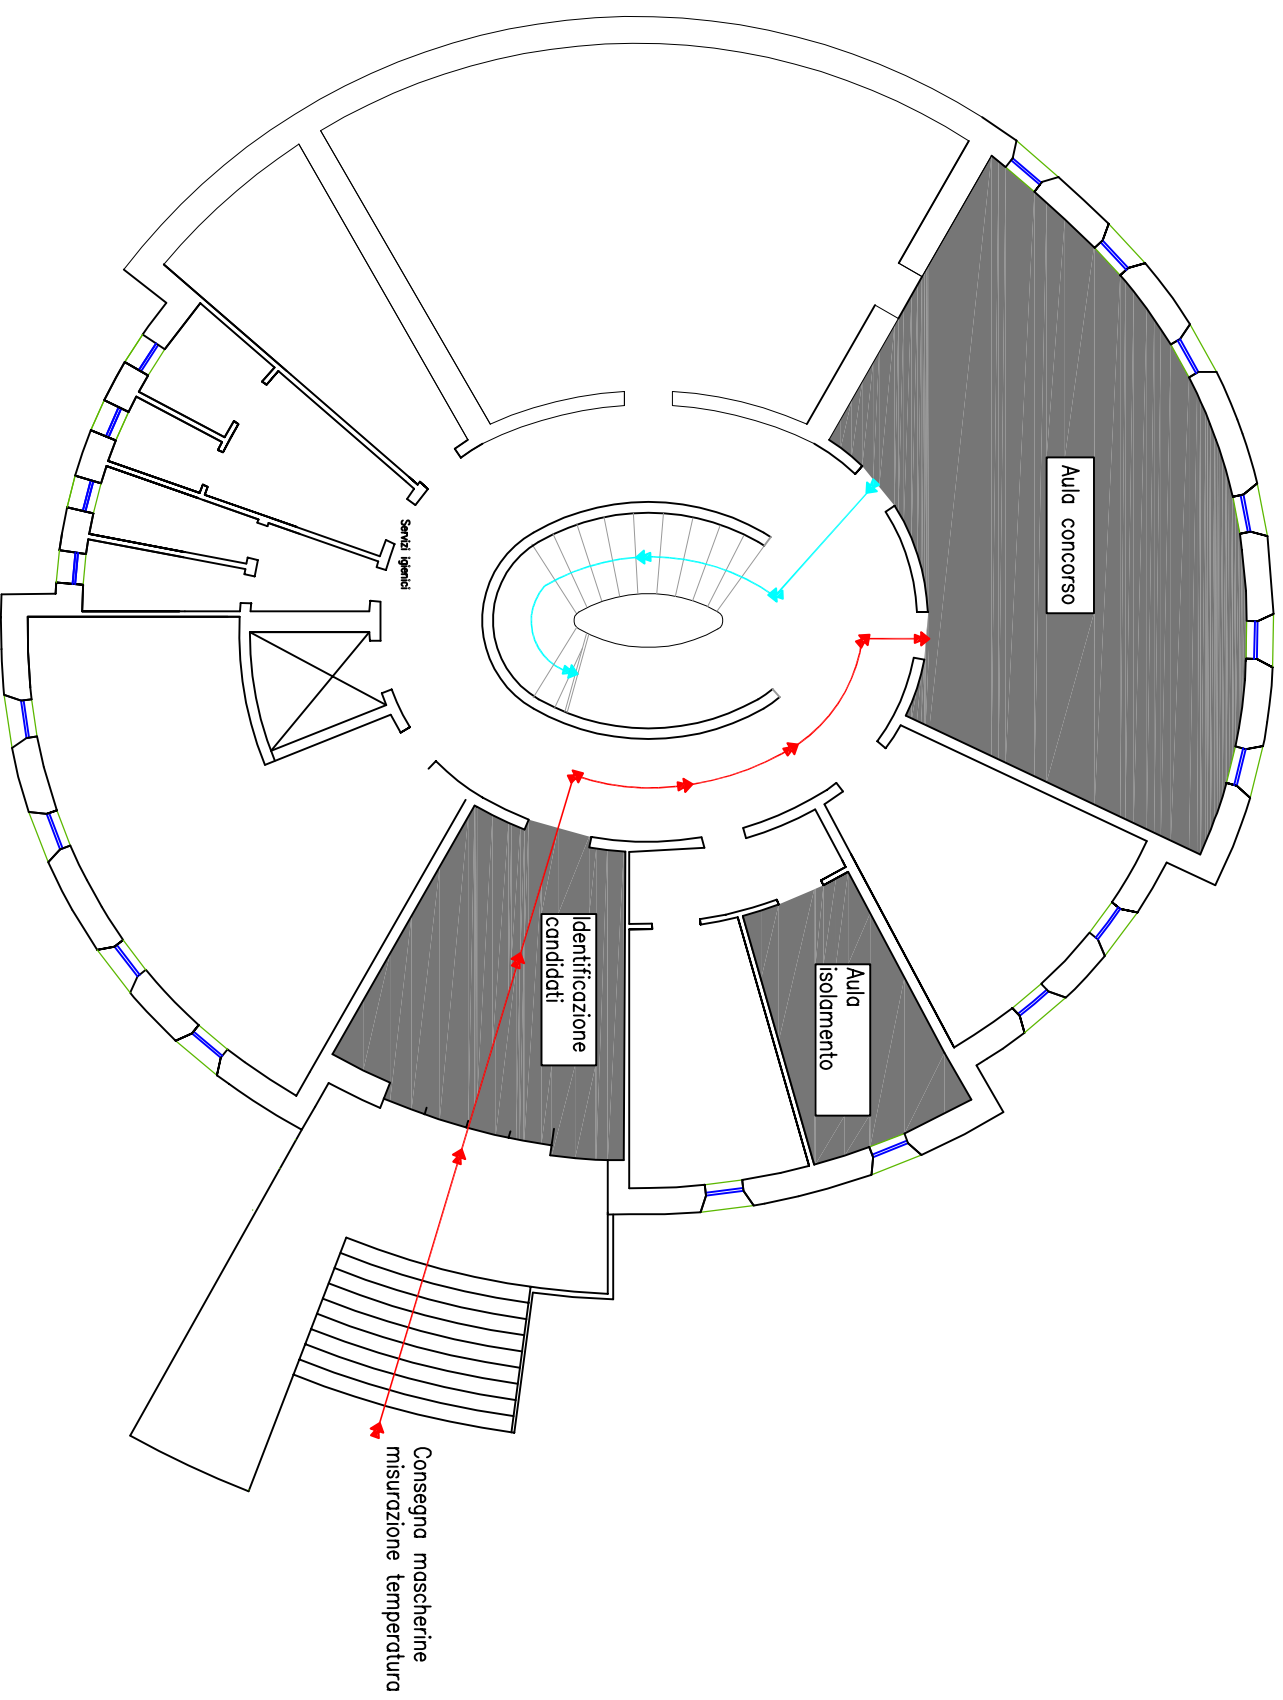 Aula concorso
Servizi igienici
Identificazione
candidati
Aula
isolamento
Consegna mascherine
misurazione temperatura